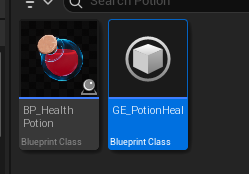 Search Potion
BP_Health
Potion
Blueprint Class
GE_PotionHeal
Blueprint Class